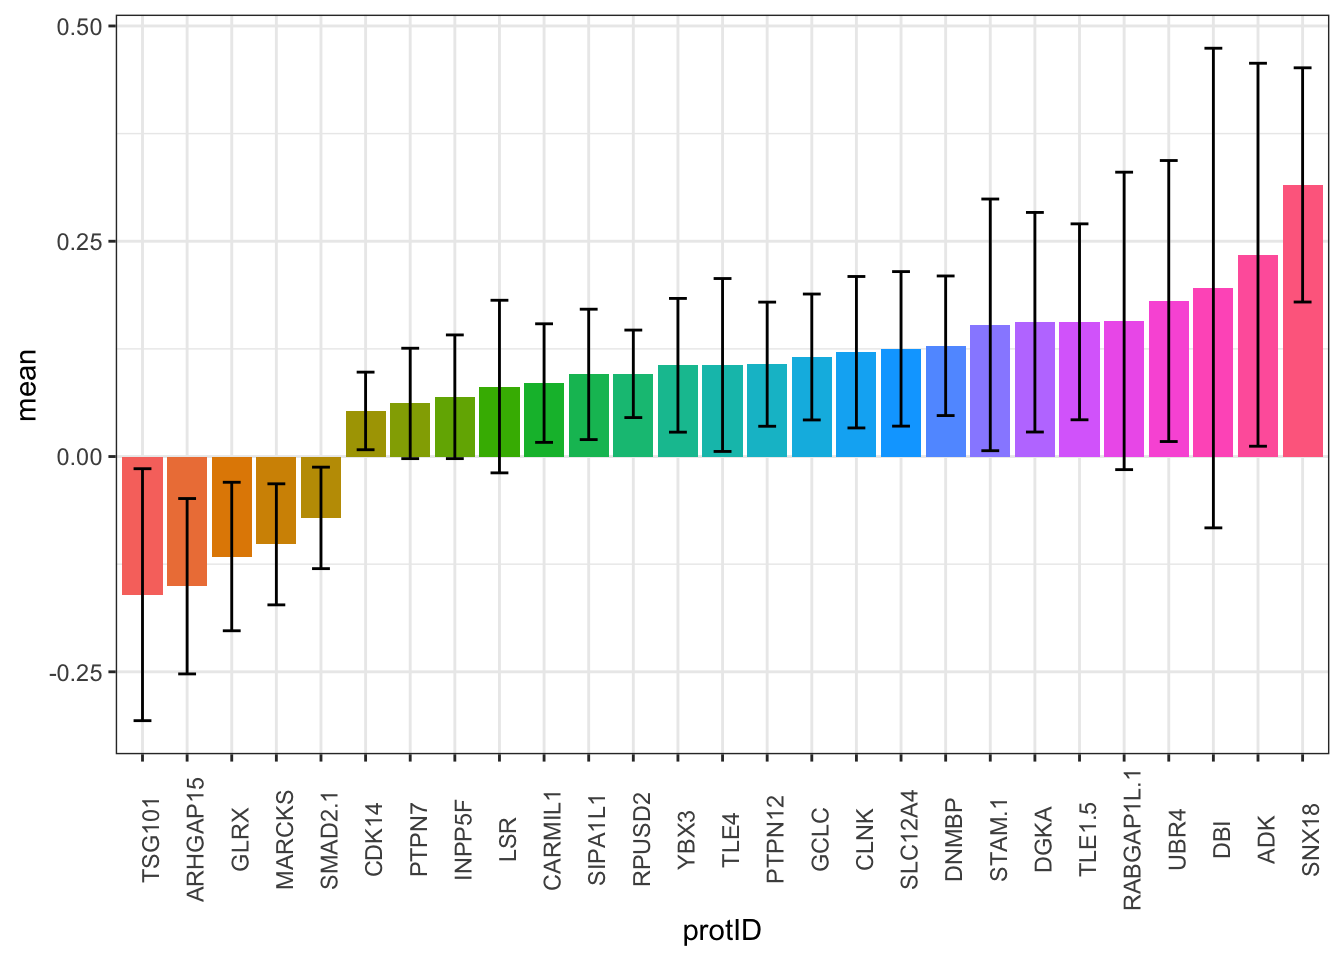 0.50
0.25
0.00
-0.25
mean
TSG101
ARHGAP15
GLRX
MARCKS
SMAD2.1
CDK14
PTPN7
INPP5F
LSR
CARMIL1
SIPA1L1
RPUSD2
YBX3
TLE4
PTPN12
GCLC
CLNK
SLC12A4
DNMBP
STAM.1
DGKA
TLE1.5
RABGAP1L.1
UBR4
DBI
ADK
SNX18
protID